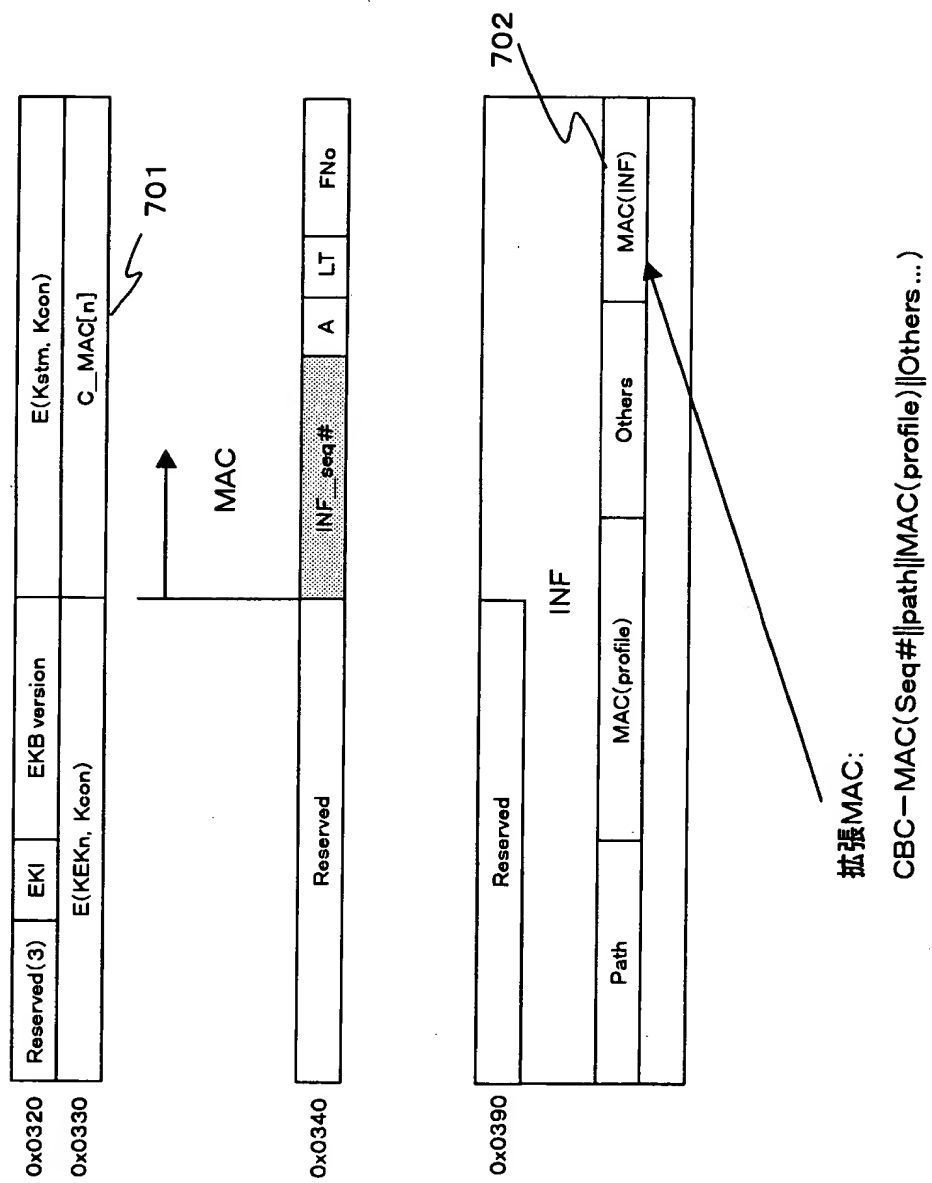 0x0320
Reserved(3)
EKI
EKB version
E(Kstm, Kcon)
0x0330
E(KEKn, Kcon)
C_MAC[n]
701
MAC
0x0340
Reserved
INF_seq#
A
LT
FNo
0x0390
Reserved
INF
702
Path
MAC(profile)
Others
MAC(INF)
拡張MAC:
CBC-MAC(Seq#||path||MAC(profile)||Others...)